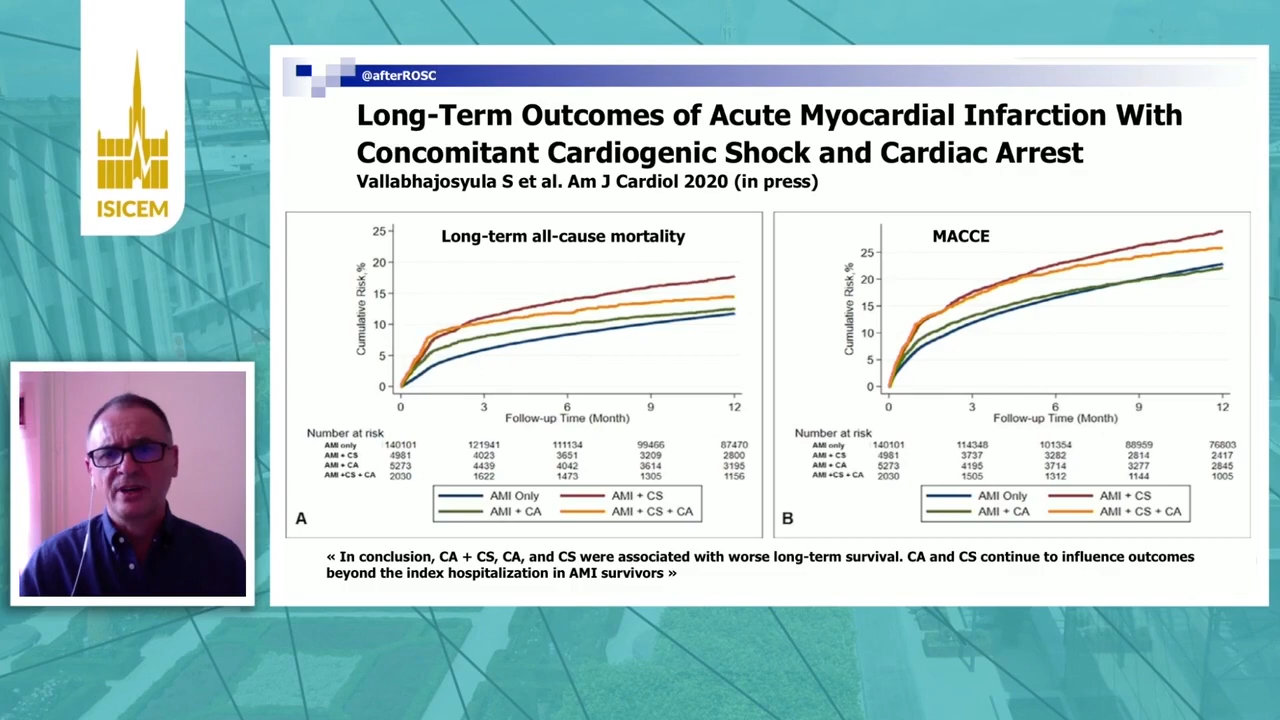 ISICEM
@afterROSC
Long-Term Outcomes of Acute Myocardial Infarction With
Concomitant Cardiogenic Shock and Cardiac Arrest
Vallabhajosyula S et al. Am J Cardiol 2020 (in press)
Long-term all-cause mortality
Cumulative Risk,%
25
20
15
10
5
0
0 3 6 9 12
Follow-up Time (Month)
Number at risk
AMI only 140101 121941 111134 99466 87470
AMI + CS 4981 4023 3651 3209 2800
AMI + CA 5273 4439 4042 3614 3195
AMI +CS + CA 2030 1622 1473 1305 1156
AMI Only AMI + CS
AMI + CA AMI + CS + CA
A
MACCE
Cumulative Risk,%
25
20
15
10
5
0
0 3 6 9 12
Follow-up Time (Month)
Number at risk
AMI only 140101 114348 101354 88959 76803
AMI + CS 4981 3737 3282 2814 2417
AMI + CA 5273 4195 3714 3277 2845
AMI +CS + CA 2030 1505 1312 1144 1005
AMI Only AMI + CS
AMI + CA AMI + CS + CA
B
« In conclusion, CA + CS, CA, and CS were associated with worse long-term survival. CA and CS continue to influence outcomes
beyond the index hospitalization in AMI survivors »